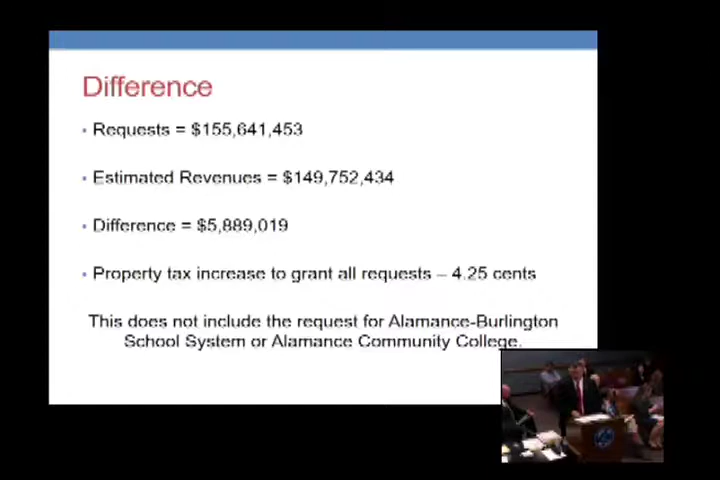 Difference
• Requests = $155,641,453
• Estimated Revenues = $149,752,434
• Difference = $5,889,019
• Property tax increase to grant all requests – 4.25 cents
This does not include the request for Alamance-Burlington
School System or Alamance Community College.